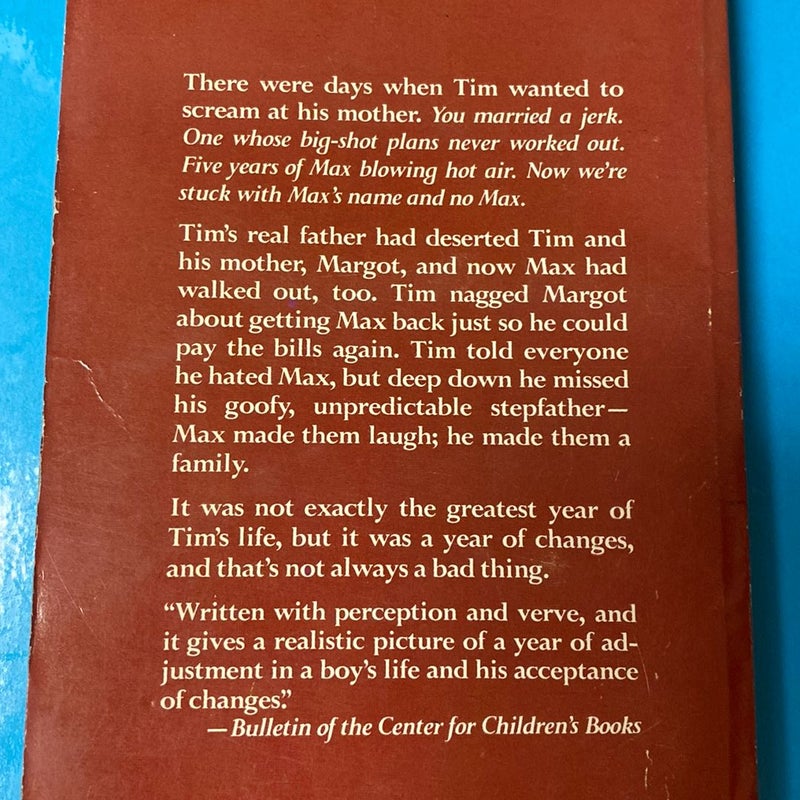 There were days when Tim wanted to
scream at his mother. You married a jerk.
One whose big-shot plans never worked out.
Five years of Max blowing hot air. Now we're
stuck with Max's name and no Max.
Tim's real father had deserted Tim and
his mother, Margot, and now Max had
walked out, too. Tim nagged Margot
about getting Max back just so he could
pay the bills again. Tim told everyone
he hated Max, but deep down he missed
his goofy, unpredictable stepfather—
Max made them laugh; he made them a
family.
It was not exactly the greatest year of
Tim's life, but it was a year of changes,
and that's not always a bad thing.
“Written with perception and verve, and
it gives a realistic picture of a year of ad-
justment in a boy's life and his acceptance
of changes.”
—Bulletin of the Center for Children's Books